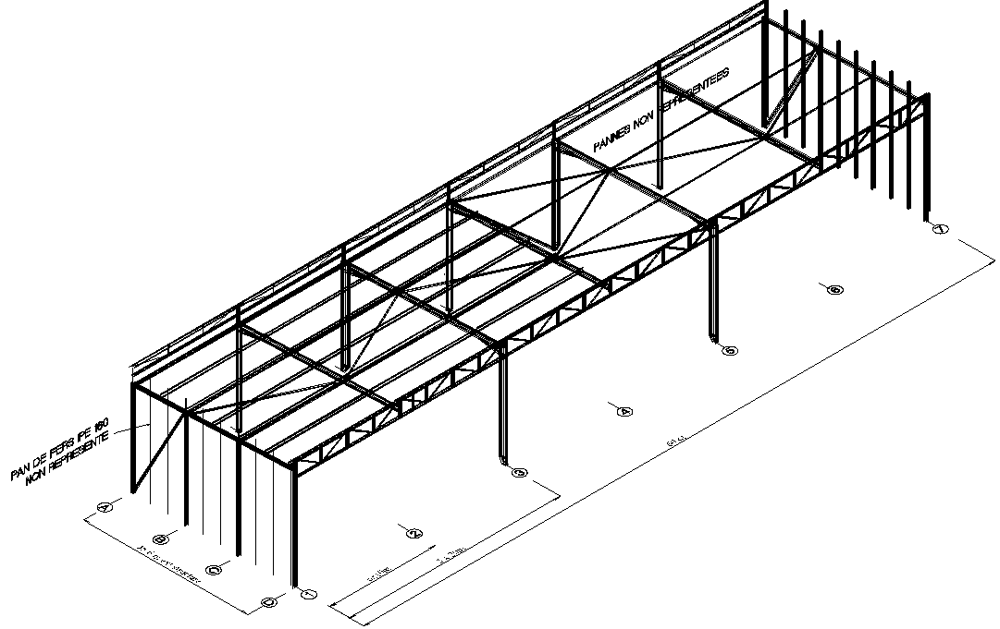 PANNES NON REPRESENTEES
PAN DE FERS IPE 160
NON REPRESENTE
A
B
C
D
1
2
3
4
5
6
7